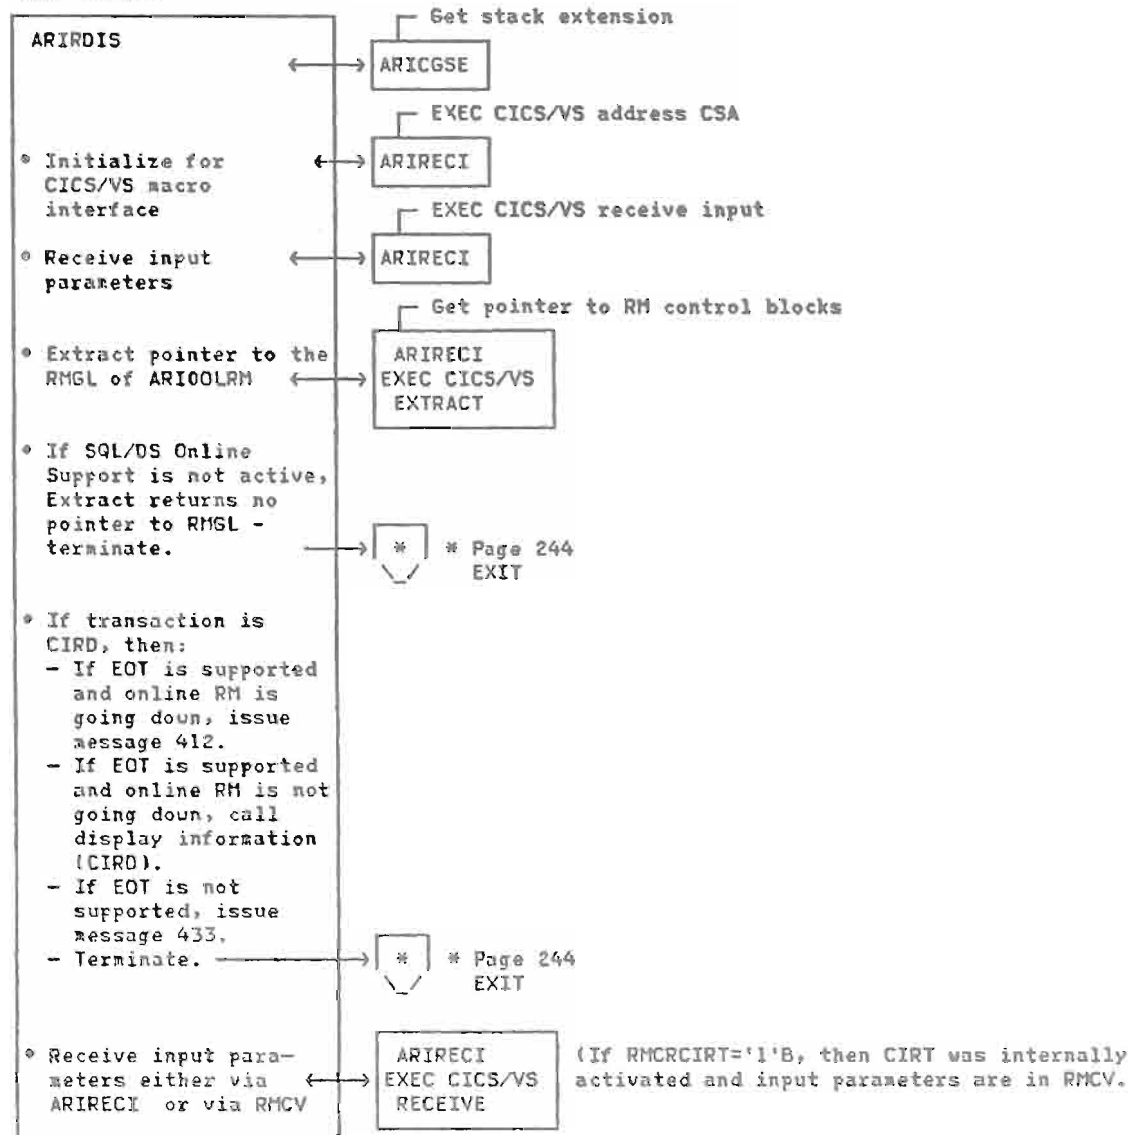 Get stack extension
ARIRDIS
ARICGSE
EXEC CICS/VS address CSA
• Initialize for
CICS/VS macro
interface
ARIRECI
EXEC CICS/VS receive input
• Receive input
parameters
ARIRECI
Get pointer to RM control blocks
• Extract pointer to the
RMGL of ARIOOLRM
ARIRECI
EXEC CICS/VS
EXTRACT
• If SQL/DS Online
Support is not active,
Extract returns no
pointer to RMGL -
terminate.
* * Page 244
EXIT
• If transaction is
CIRD, then:
- If EOT is supported
and online RM is
going down, issue
message 412.
- If EOT is supported
and online RM is not
going down, call
display information
(CIRD).
- If EOT is not
supported, issue
message 433.
- Terminate.
* * Page 244
EXIT
• Receive input para-
meters either via
ARIRECI or via RMCV
ARIRECI
EXEC CICS/VS
RECEIVE
(If RMCRCIRT='1'B, then CIRT was internally
activated and input parameters are in RMCV.